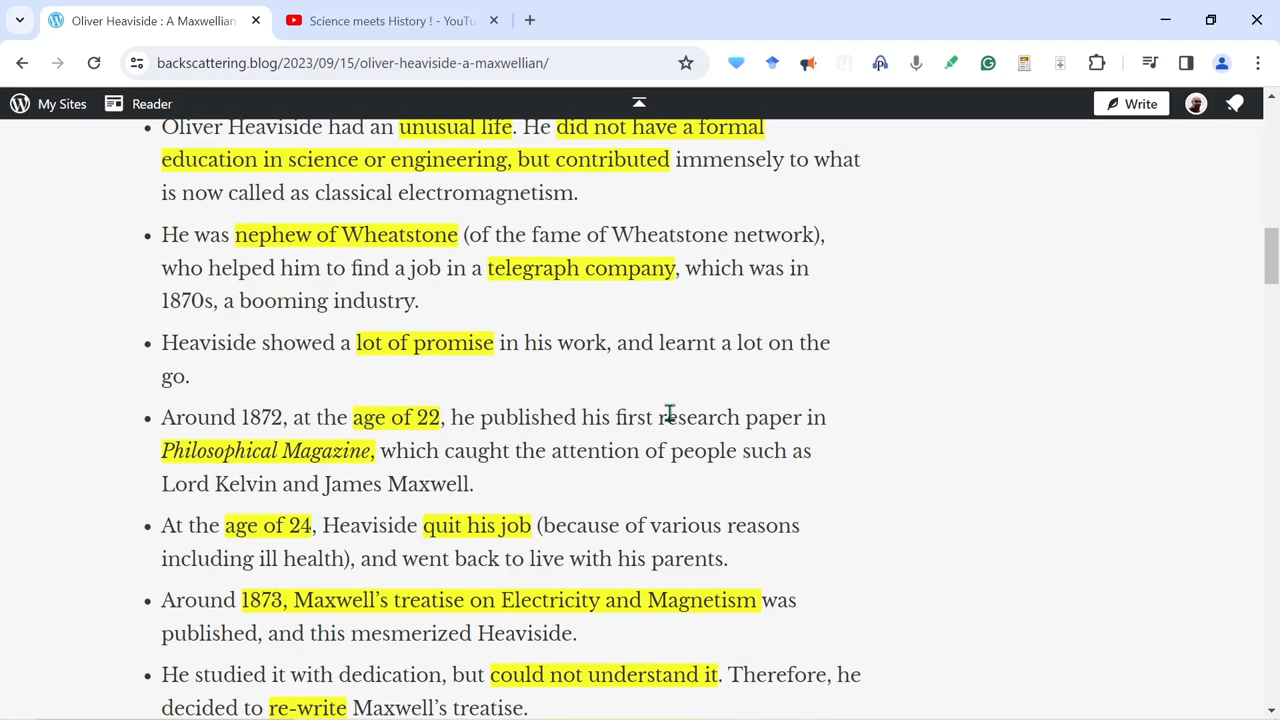 Oliver Heaviside : A Maxwellian
Science meets History ! - YouTu
backscattering.blog/2023/09/15/oliver-heaviside-a-maxwellian/
My Sites
Reader
Write
Oliver Heaviside had an unusual life. He did not have a formal
education in science or engineering, but contributed immensely to what
is now called as classical electromagnetism.
He was nephew of Wheatstone (of the fame of Wheatstone network),
who helped him to find a job in a telegraph company, which was in
1870s, a booming industry.
Heaviside showed a lot of promise in his work, and learnt a lot on the
go.
Around 1872, at the age of 22, he published his first research paper in
Philosophical Magazine, which caught the attention of people such as
Lord Kelvin and James Maxwell.
At the age of 24, Heaviside quit his job (because of various reasons
including ill health), and went back to live with his parents.
Around 1873, Maxwell’s treatise on Electricity and Magnetism was
published, and this mesmerized Heaviside.
He studied it with dedication, but could not understand it. Therefore, he
decided to re-write Maxwell’s treatise.